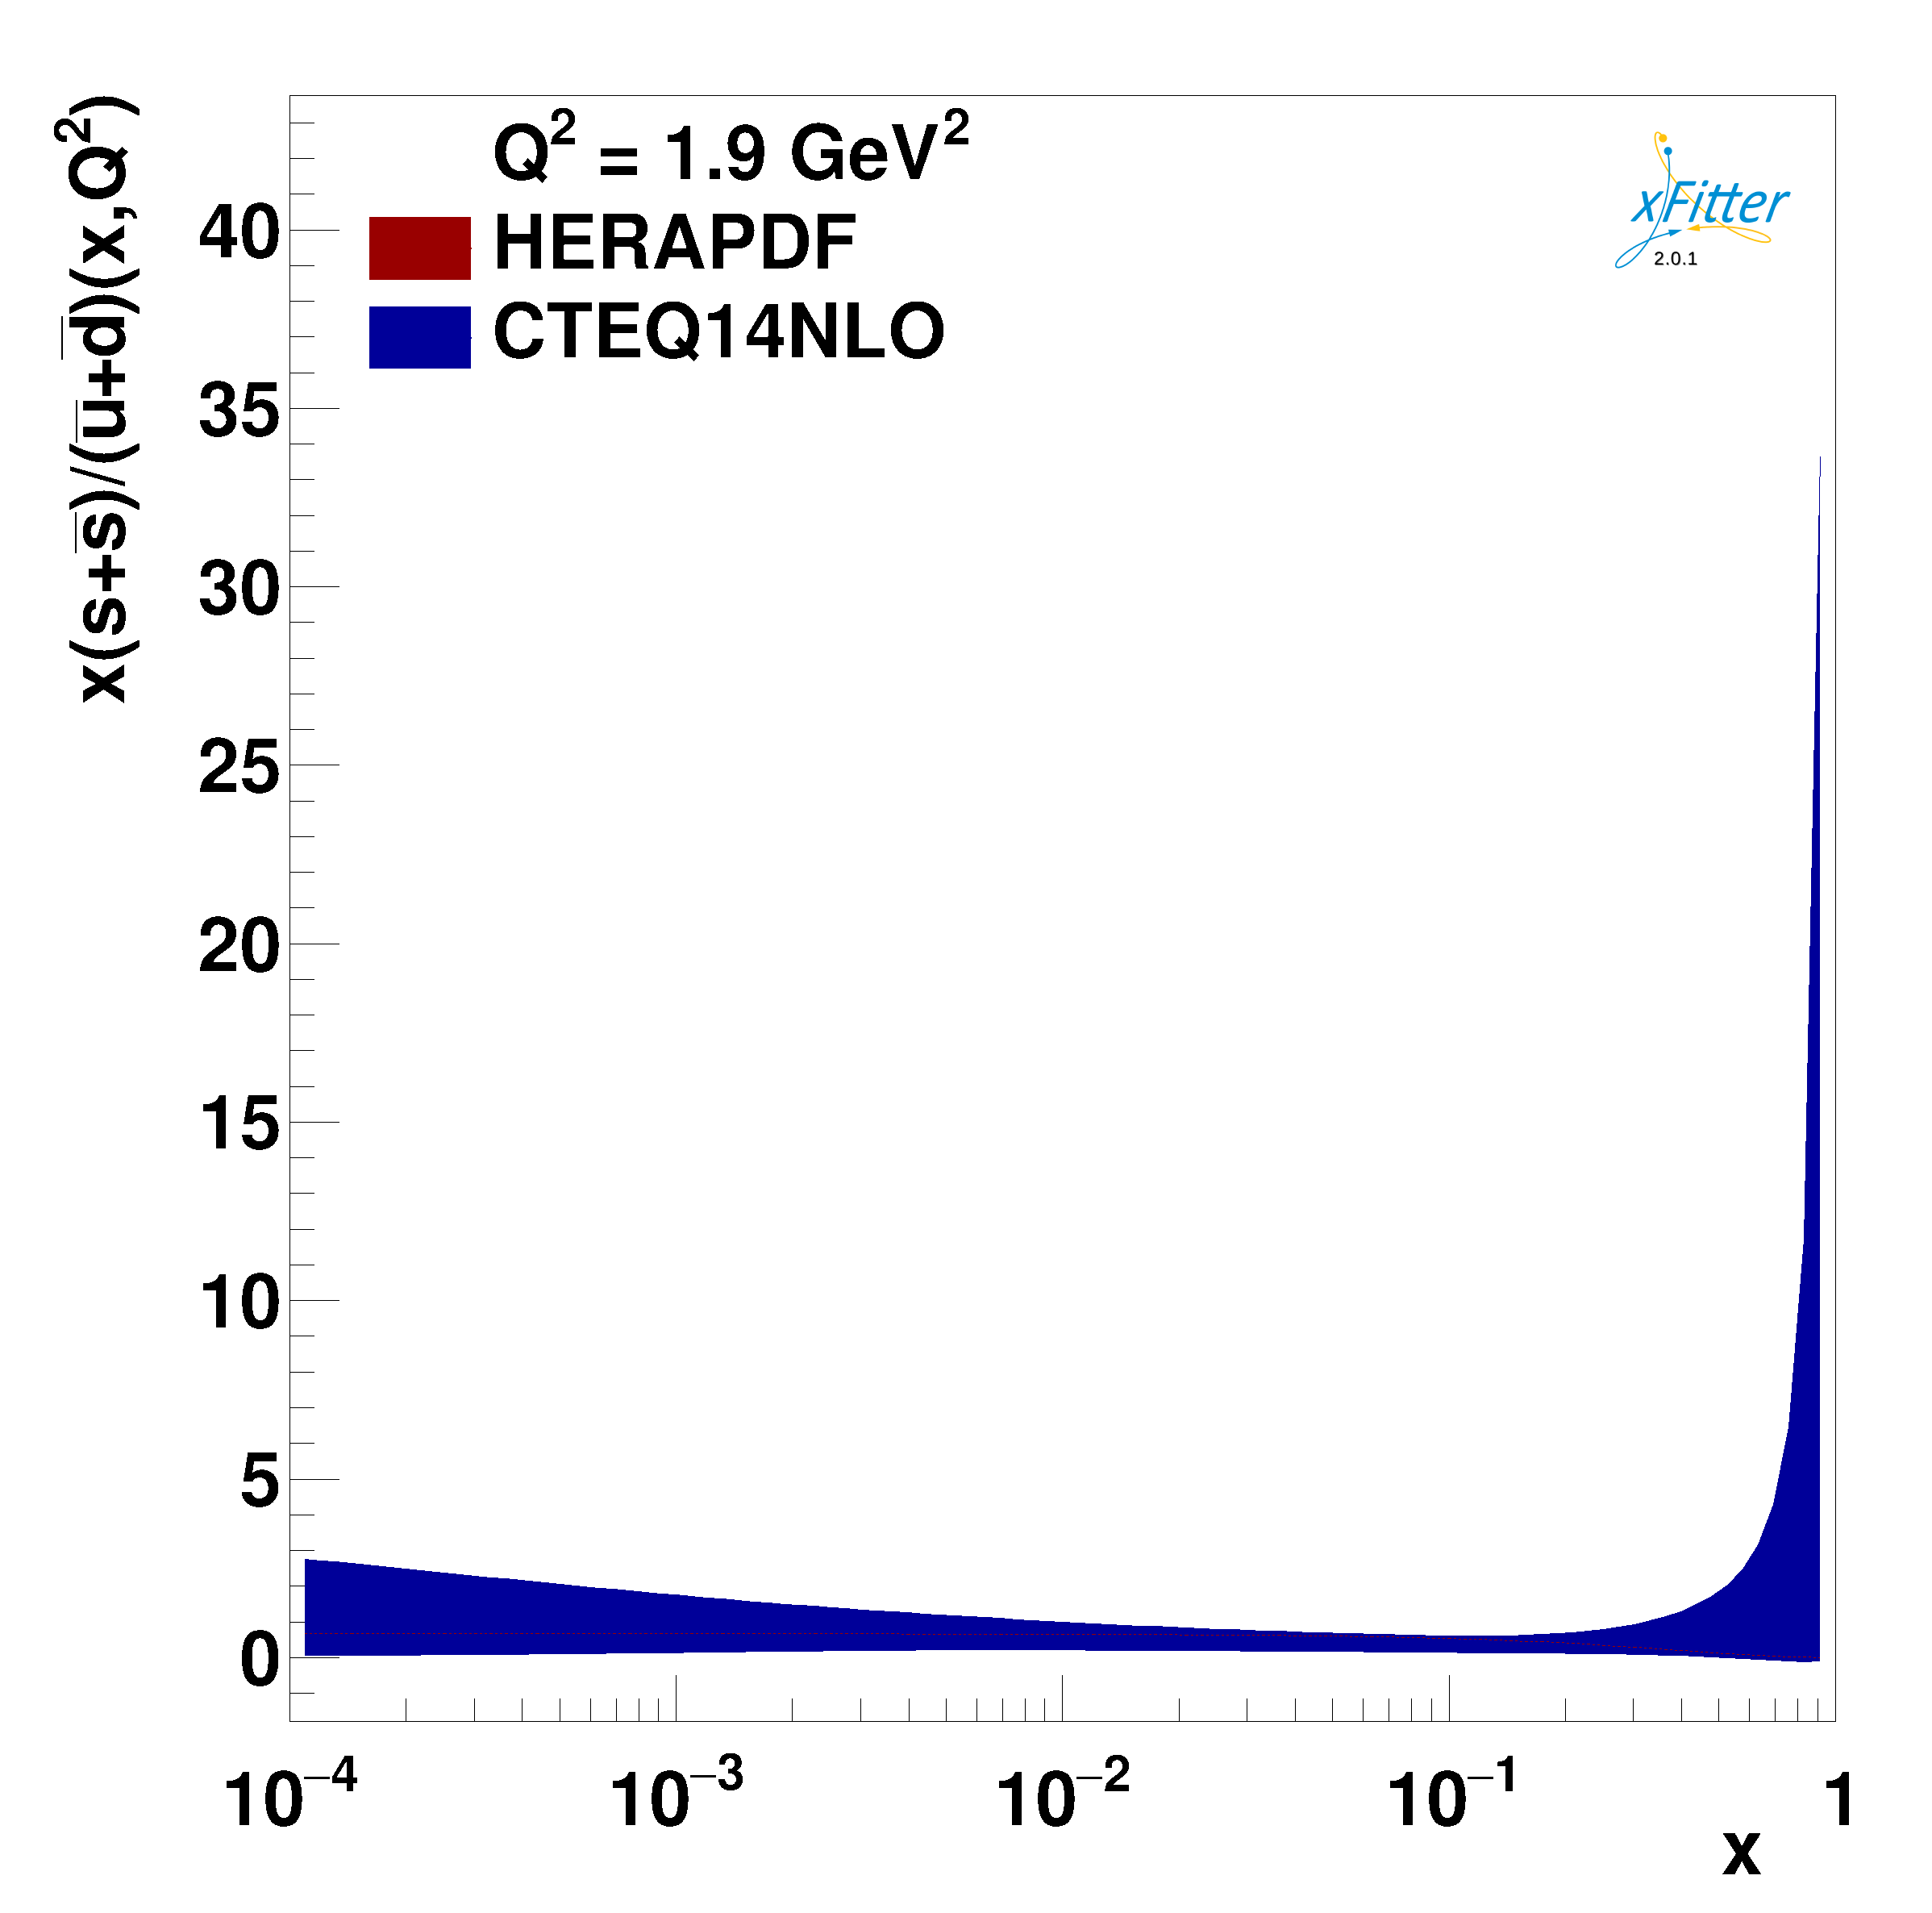 x(s+s̅)/(u̅+d̅)(x,Q²)
Q² = 1.9 GeV²
HERAPDF
CTEQ14NLO
xFitter
2.0.1
40
35
30
25
20
15
10
5
0
10⁻⁴ 10⁻³ 10⁻² 10⁻¹ 1
x